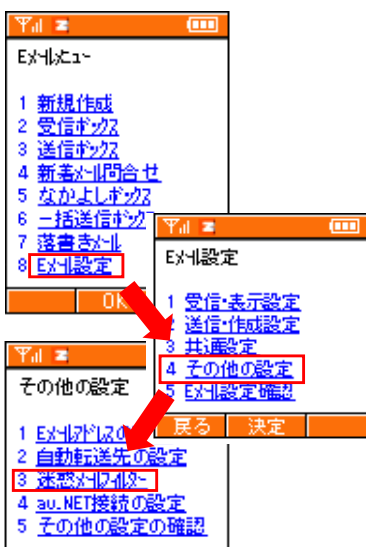 Eﾒｰﾙﾒﾆｭｰ
1 新規作成
2 受信ﾎﾞｯｸｽ
3 送信ﾎﾞｯｸｽ
4 新着ﾒｰﾙ問合せ
5 なかよしﾎﾞｯｸｽ
6 一括送信ﾎﾞｯｸ
7 落書きﾒｰﾙ
8 Eﾒｰﾙ設定
OK
Eﾒｰﾙ設定
1 受信・表示設定
2 送信・作成設定
3 共通設定
4 その他の設定
5 Eﾒｰﾙ設定確認
戻る 決定
その他の設定
1 Eﾒｰﾙｱﾄﾞﾚｽの
2 自動転送先の設定
3 迷惑ﾒｰﾙﾌｨﾙﾀｰ
4 au.NET接続の設定
5 その他の設定の確認